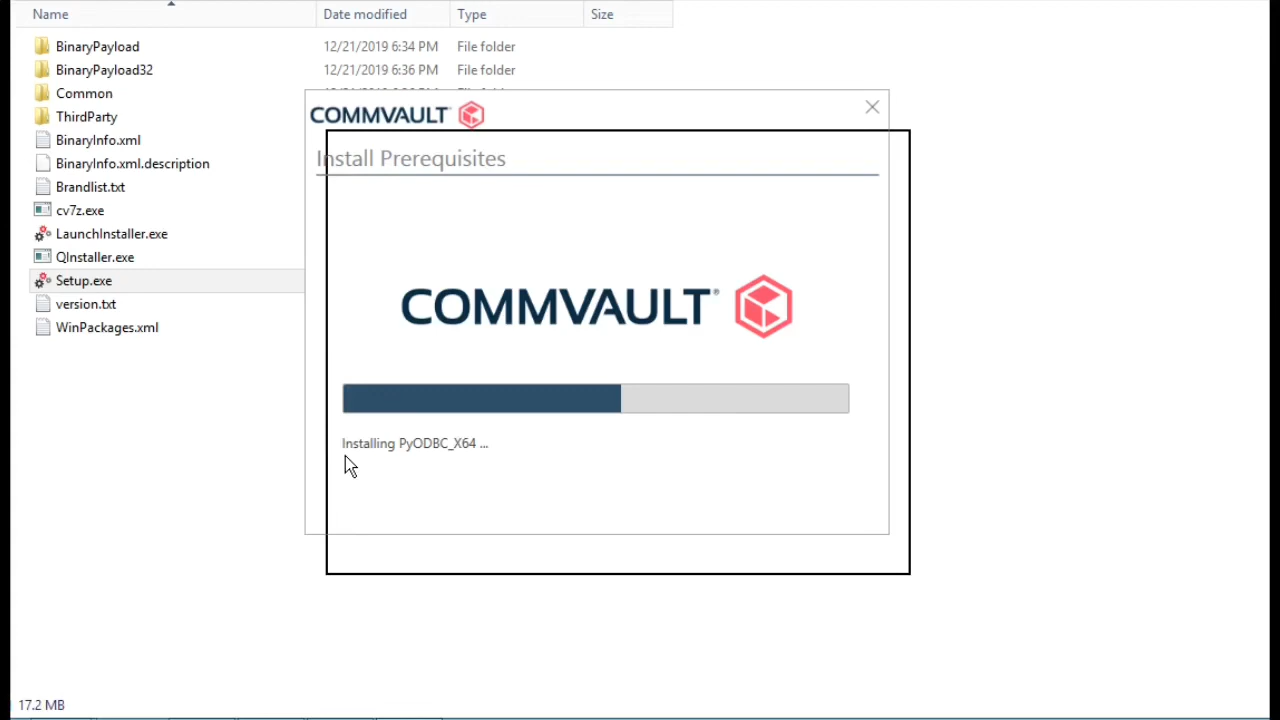 Name Date modified Type Size
BinaryPayload 12/21/2019 6:34 PM File folder
BinaryPayload32 12/21/2019 6:36 PM File folder
Common
ThirdParty
BinaryInfo.xml
BinaryInfo.xml.description
Brandlist.txt
cv7z.exe
LaunchInstaller.exe
QInstaller.exe
Setup.exe
version.txt
WinPackages.xml
COMMVAULT
Install Prerequisites
COMMVAULT®
Installing PyODBC_X64 ...
17.2 MB